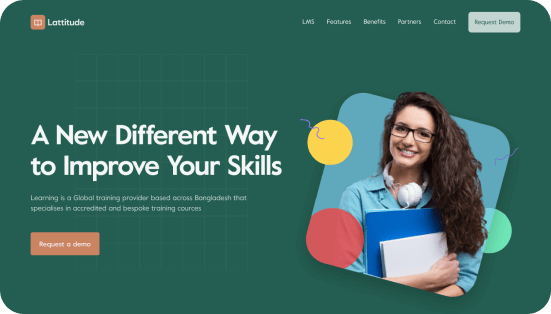 Lattitude
LMS Features Benefits Partners Contact Request Demo
A New Different Way
to Improve Your Skills
Learning is a Global training provider based across Bangladesh that
specialises in accredited and bespoke training cources
Request a demo